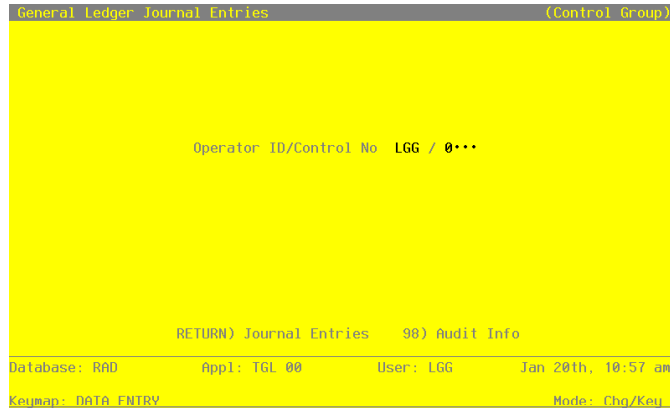 General Ledger Journal Entries (Control Group)
Operator ID/Control No LGG / 0•••
RETURN) Journal Entries 98) Audit Info
Database: RAD Appl: TGL 00 User: LGG Jan 20th, 10:57 am
Keymap: DATA ENTRY Mode: Chg/Key